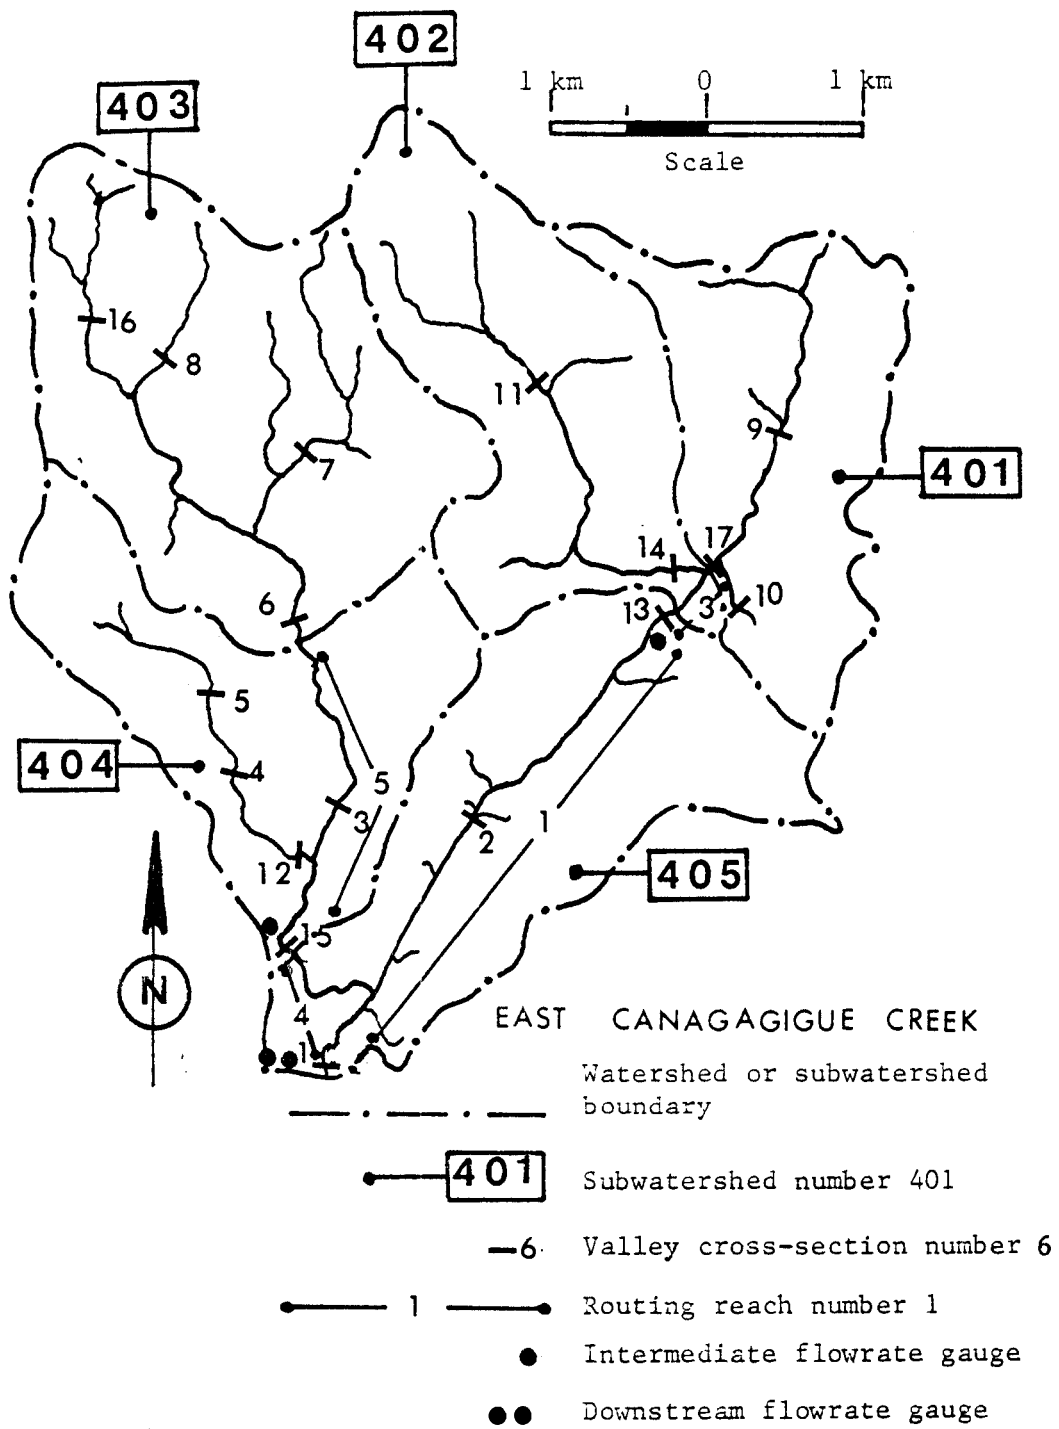 402
403
1 km 0 1 km
Scale
16
8
11
9
7
401
14
17
6
13
3
10
5
404
4
5
3
1
2
12
405
15
N
4
EAST CANAGAGIGUE CREEK
1
Watershed or subwatershed
boundary
401
Subwatershed number 401
6
Valley cross-section number 6
1
Routing reach number 1
Intermediate flowrate gauge
Downstream flowrate gauge